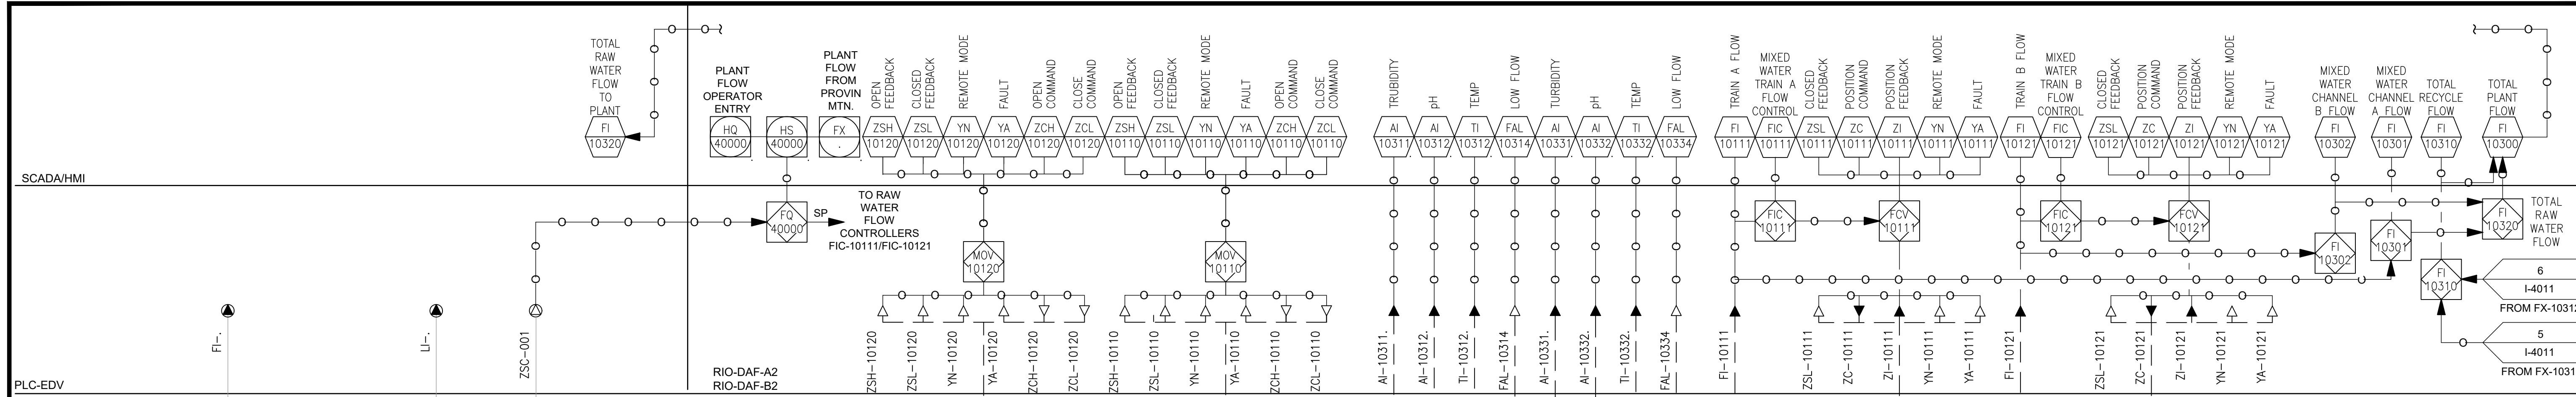 TOTAL
RAW
WATER
FLOW
TO
PLANT
FI
10320
PLANT
FLOW
OPERATOR
ENTRY
HQ
40000
HS
40000
PLANT
FLOW
FROM
PROVIN
MTN.
FX
.
OPEN
FEEDBACK
ZSH
10120
CLOSED
FEEDBACK
ZSL
10120
REMOTE MODE
YN
10120
FAULT
YA
10120
OPEN
COMMAND
ZCH
10120
CLOSE
COMMAND
ZCL
10120
OPEN
FEEDBACK
ZSH
10110
CLOSED
FEEDBACK
ZSL
10110
REMOTE MODE
YN
10110
FAULT
YA
10110
OPEN
COMMAND
ZCH
10110
CLOSE
COMMAND
ZCL
10110
TRUBIDITY
AI
10311.
pH
AI
10312.
TEMP
TI
10312.
LOW FLOW
FAL
10314
TURBIDITY
AI
10331.
pH
AI
10332.
TEMP
TI
10332.
LOW FLOW
FAL
10334
TRAIN A FLOW
FI
10111
MIXED
WATER
TRAIN A
FLOW
CONTROL
FIC
10111
CLOSED
FEEDBACK
ZSL
10111
POSITION
COMMAND
ZC
10111
POSITION
FEEDBACK
ZI
10111
REMOTE MODE
YN
10111
FAULT
YA
10111
TRAIN B FLOW
FI
10121
MIXED
WATER
TRAIN B
FLOW
CONTROL
FIC
10121
CLOSED
FEEDBACK
ZSL
10121
POSITION
COMMAND
ZC
10121
POSITION
FEEDBACK
ZI
10121
REMOTE MODE
YN
10121
FAULT
YA
10121
MIXED
WATER
CHANNEL
B FLOW
FI
10302
MIXED
WATER
CHANNEL
A FLOW
FI
10301
TOTAL
RECYCLE
FLOW
FI
10310
TOTAL
PLANT
FLOW
FI
10300
SCADA/HMI
FQ
40000
SP
TO RAW
WATER
FLOW
CONTROLLERS
FIC-10111/FIC-10121
MOV
10120
MOV
10110
FIC
10111
FCV
10111
FIC
10121
FCV
10121
FI
10302
FI
10301
FI
10320
TOTAL
RAW
WATER
FLOW
FI
10310
6
I-4011
FROM FX-10312
5
I-4011
FROM FX-1031
FI-.
LI-.
ZSC-001
ZSH-10120
ZSL-10120
YN-10120
YA-10120
ZCH-10120
ZCL-10120
ZSH-10110
ZSL-10110
YN-10110
YA-10110
ZCH-10110
ZCL-10110
AI-10311.
AI-10312.
TI-10312.
FAL-10314
AI-10331.
AI-10332.
TI-10332.
FAL-10334
FI-10111
ZSL-10111
ZC-10111
ZI-10111
YN-10111
YA-10111
FI-10121
ZSL-10121
ZC-10121
ZI-10121
YN-10121
YA-10121
RIO-DAF-A2
RIO-DAF-B2
PLC-EDV